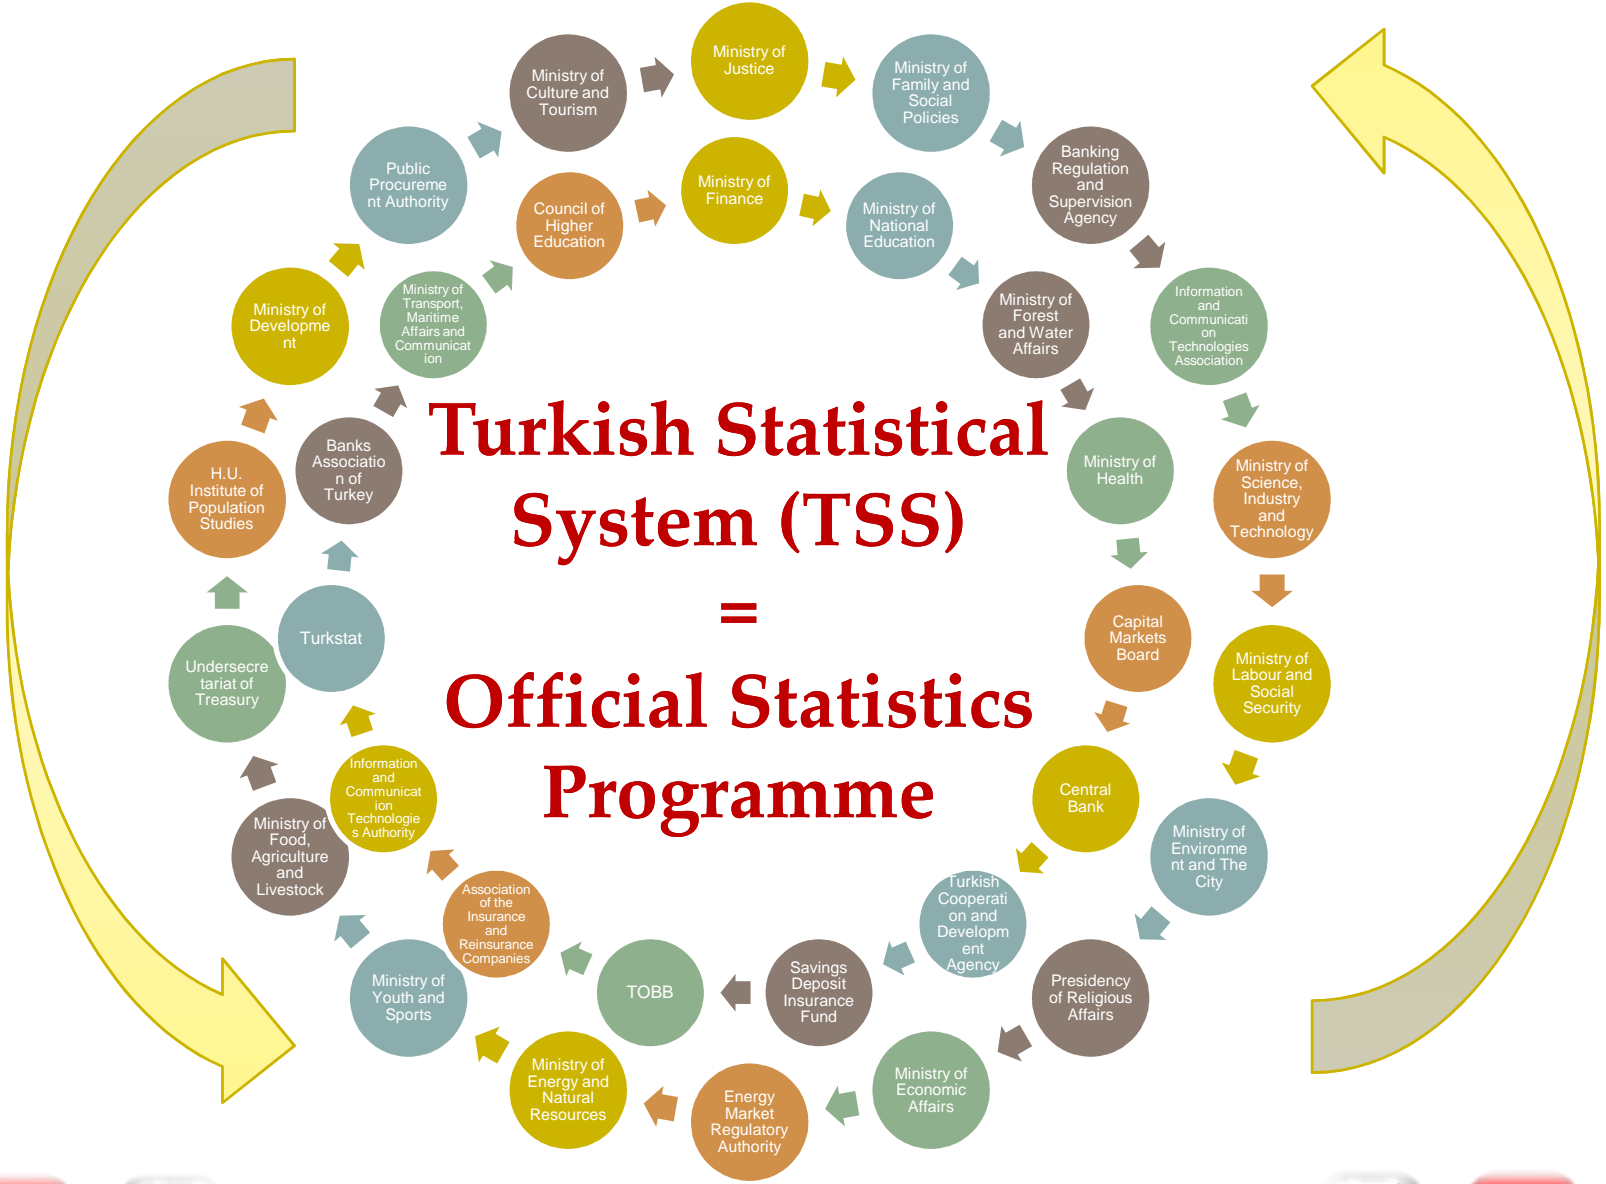 Ministry of
Justice
Ministry of
Family and
Social
Policies
Banking
Regulation
and
Supervision
Agency
Information
and
Communicati
on
Technologies
Association
Ministry of
Science,
Industry
and
Technology
Ministry of
Labour and
Social
Security
Ministry of
Environme
nt and The
City
Presidency
of Religious
Affairs
Ministry of
Economic
Affairs
Energy
Market
Regulatory
Authority
Ministry of
Energy and
Natural
Resources
Ministry of
Youth and
Sports
Ministry of
Food,
Agriculture
and
Livestock
Undersecre
tariat of
Treasury
H.U.
Institute of
Population
Studies
Ministry of
Developme
nt
Public
Procureme
nt Authority
Ministry of
Culture and
Tourism
Ministry of
Finance
Ministry of
National
Education
Ministry of
Forest
and Water
Affairs
Ministry of
Health
Capital
Markets
Board
Central
Bank
Turkish
Cooperati
on and
Developm
ent
Agency
Savings
Deposit
Insurance
Fund
TOBB
Association
of the
Insurance
and
Reinsurance
Companies
Information
and
Communicat
ion
Technologie
s Authority
Turkstat
Banks
Associatio
n of
Turkey
Ministry of
Transport,
Maritime
Affairs and
Communicat
ion
Council of
Higher
Education
Turkish Statistical
System (TSS)
=
Official Statistics
Programme